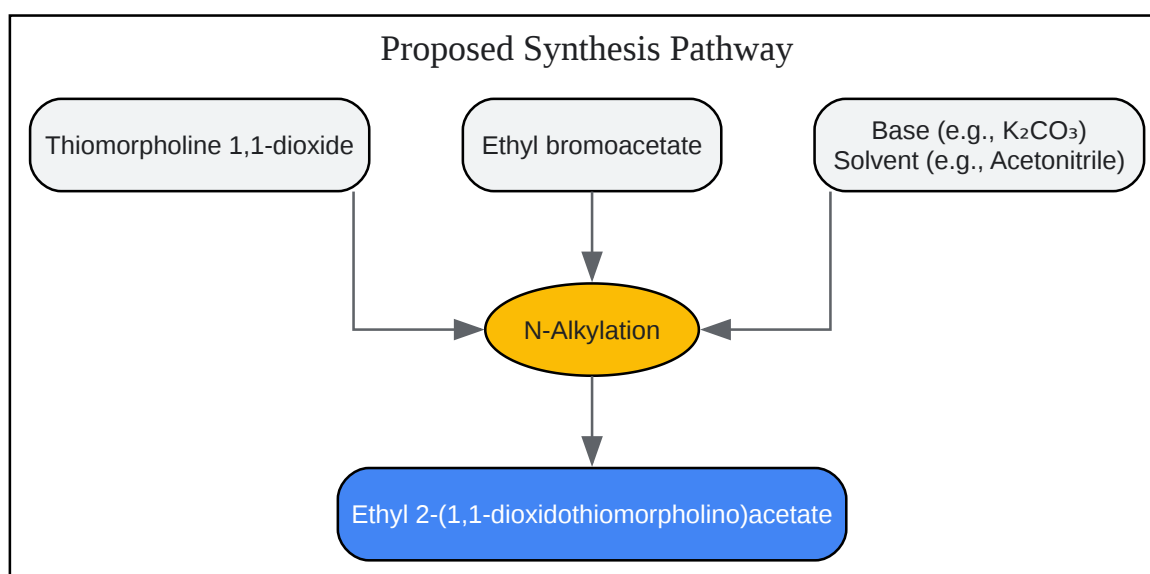 Proposed Synthesis Pathway
Thiomorpholine 1,1-dioxide
Ethyl bromoacetate
Base (e.g., K₂CO₃)
Solvent (e.g., Acetonitrile)
N-Alkylation
Ethyl 2-(1,1-dioxidothiomorpholino)acetate